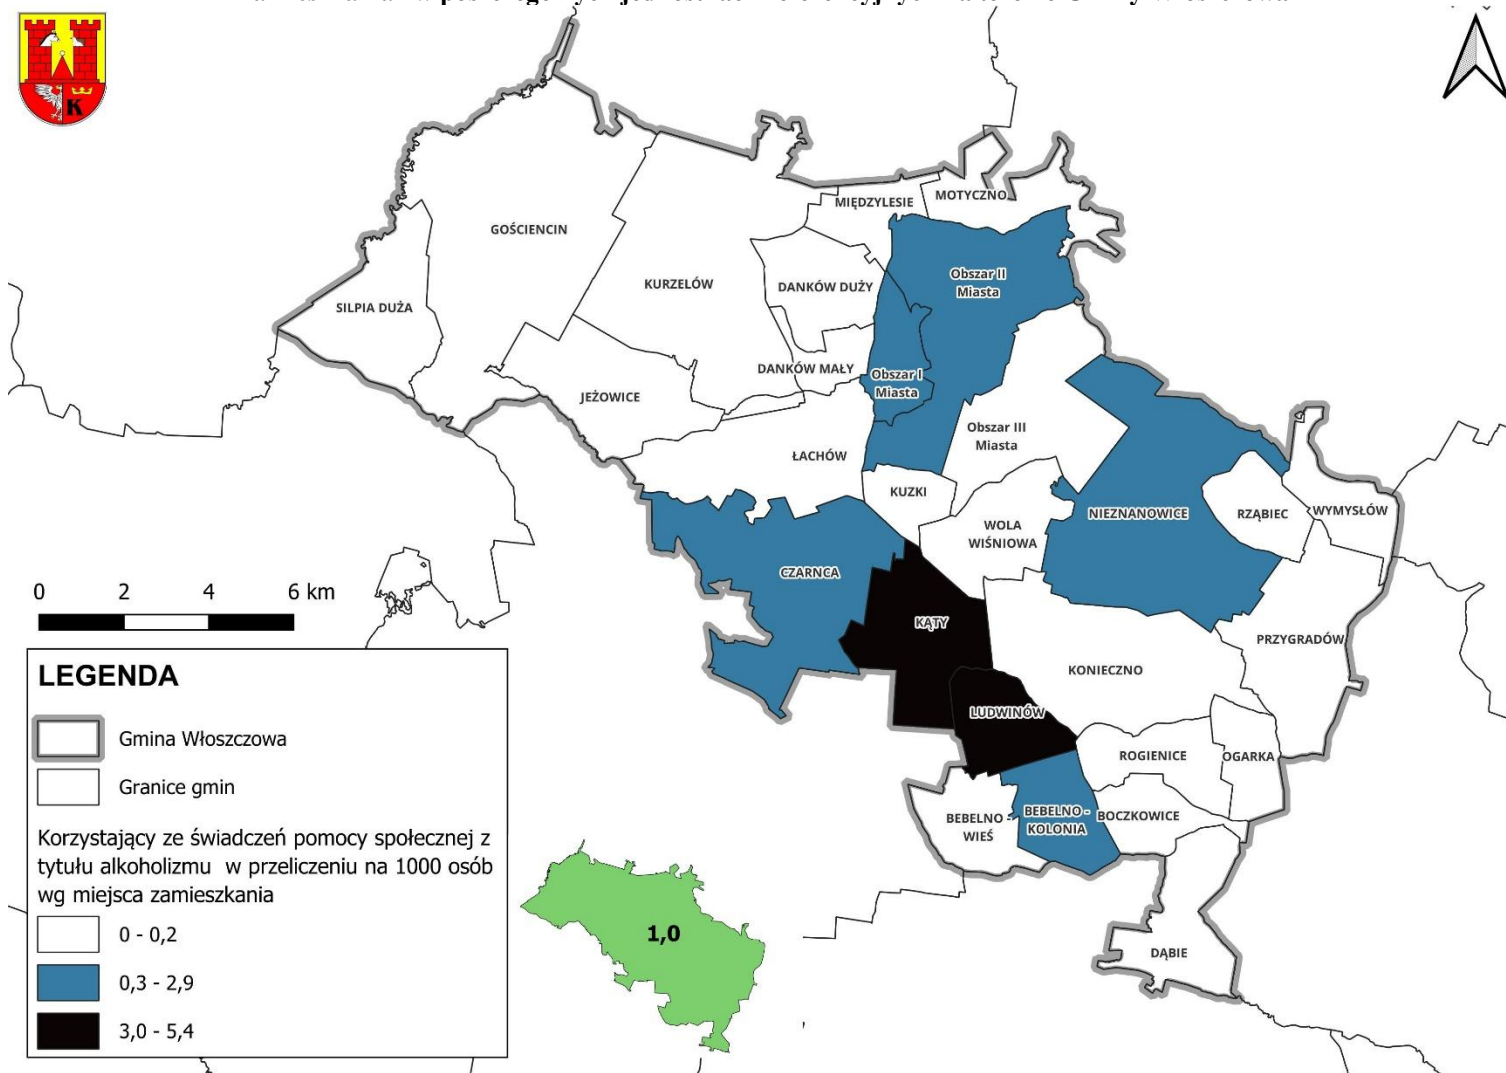 K
MIĘDZYLESIE
MOTYCZNO
GOŚCIENCIN
KURZELÓW
DANKÓW DUŻY
Obszar II
Miasta
SILPIA DUŻA
DANKÓW MAŁY
Obszar I
Miasta
JEŻOWICE
Obszar III
Miasta
ŁACHÓW
KUZKI
WOLA
WIŚNIOWA
NIEZNANOWICE
RZĄBIEC
WYMYSŁÓW
CZARNCA
KĄTY
PRZYGRADÓW
KONIECZNO
LUDWINÓW
ROGIENICE
OGARKA
BEBELNO -
WIEŚ
BEBELNO -
KOLONIA
BOCZKOWICE
DĄBIE
0 2 4 6 km
LEGENDA
Gmina Włoszczowa
Granice gmin
Korzystający ze świadczeń pomocy społecznej z
tytułu alkoholizmu w przeliczeniu na 1000 osób
wg miejsca zamieszkania
0 - 0,2
0,3 - 2,9
3,0 - 5,4
1,0